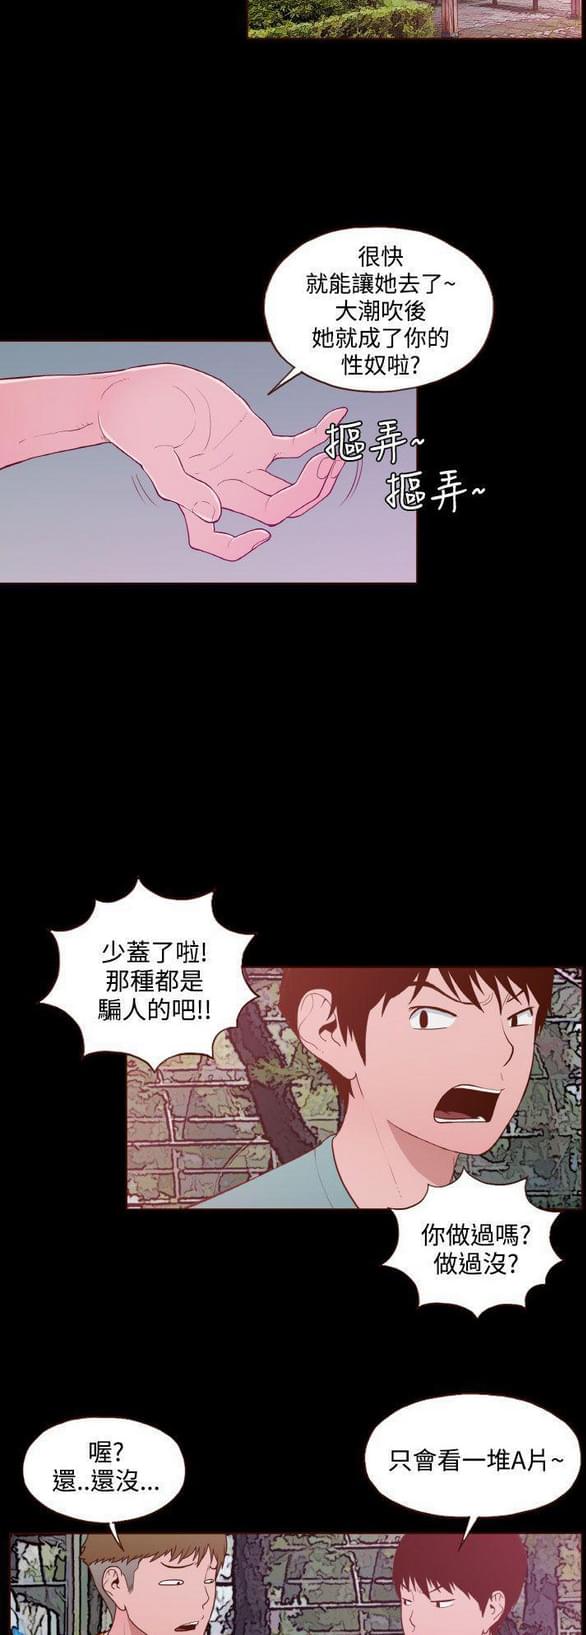 很快
就能讓她去了~
大潮吹後
她就成了你的
性奴啦?
摳弄~
摳弄~
少蓋了啦!
那種都是
騙人的吧!!
你做過嗎?
做過沒?
喔?
還..還沒...
只會看一堆A片~